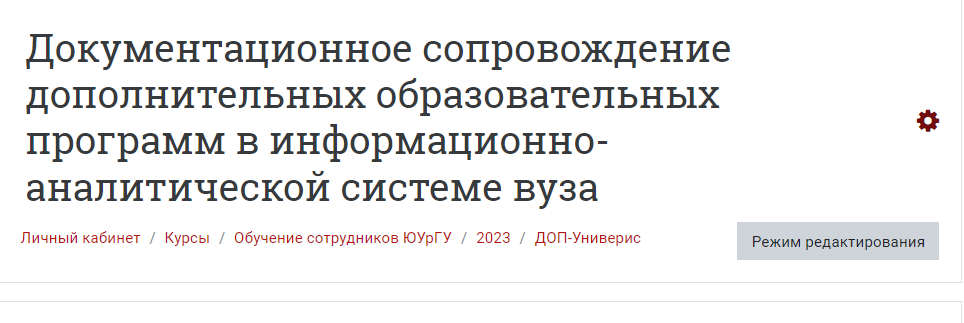 Документационное сопровождение
дополнительных образовательных
программ в информационно-
аналитической системе вуза
Личный кабинет / Курсы / Обучение сотрудников ЮУрГУ / 2023 / ДОП-Универис
Режим редактирования